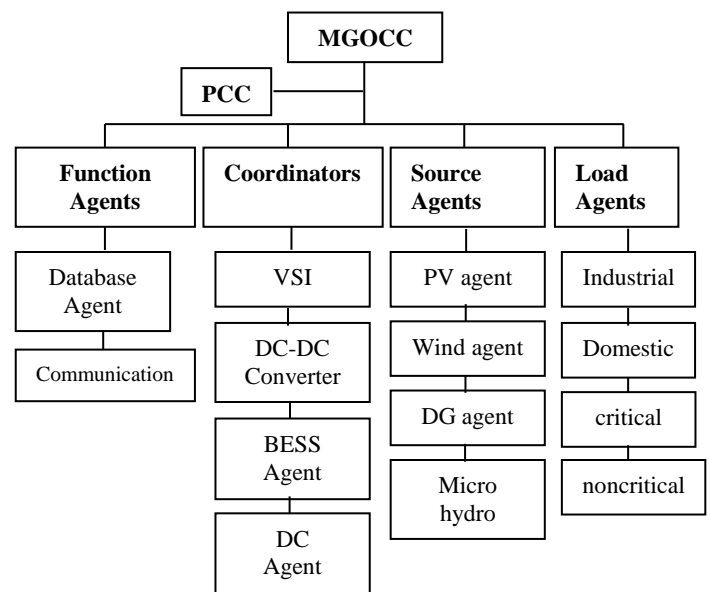 MGOCC
PCC
Function
Agents
Coordinators
Source
Agents
Load
Agents
Database
Agent
Communication
VSI
DC-DC
Converter
BESS
Agent
DC
Agent
PV agent
Wind agent
DG agent
Micro
hydro
Industrial
Domestic
critical
noncritical